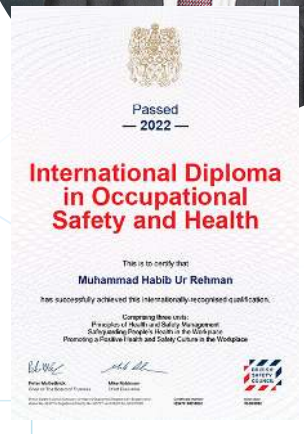 Passed
— 2022 —
International Diploma
in Occupational
Safety and Health
This is to certify that
Muhammad Habib Ur Rehman
has successfully achieved this internationally-recognised qualification.
Comprising three units:
Principles of Health and Safety Management
Safeguarding People's Health in the Workplace
Promoting a Positive Health and Safety Culture in the Workplace
Mike Robinson
Chief Executive
BRITISH
SAFETY
COUNCIL